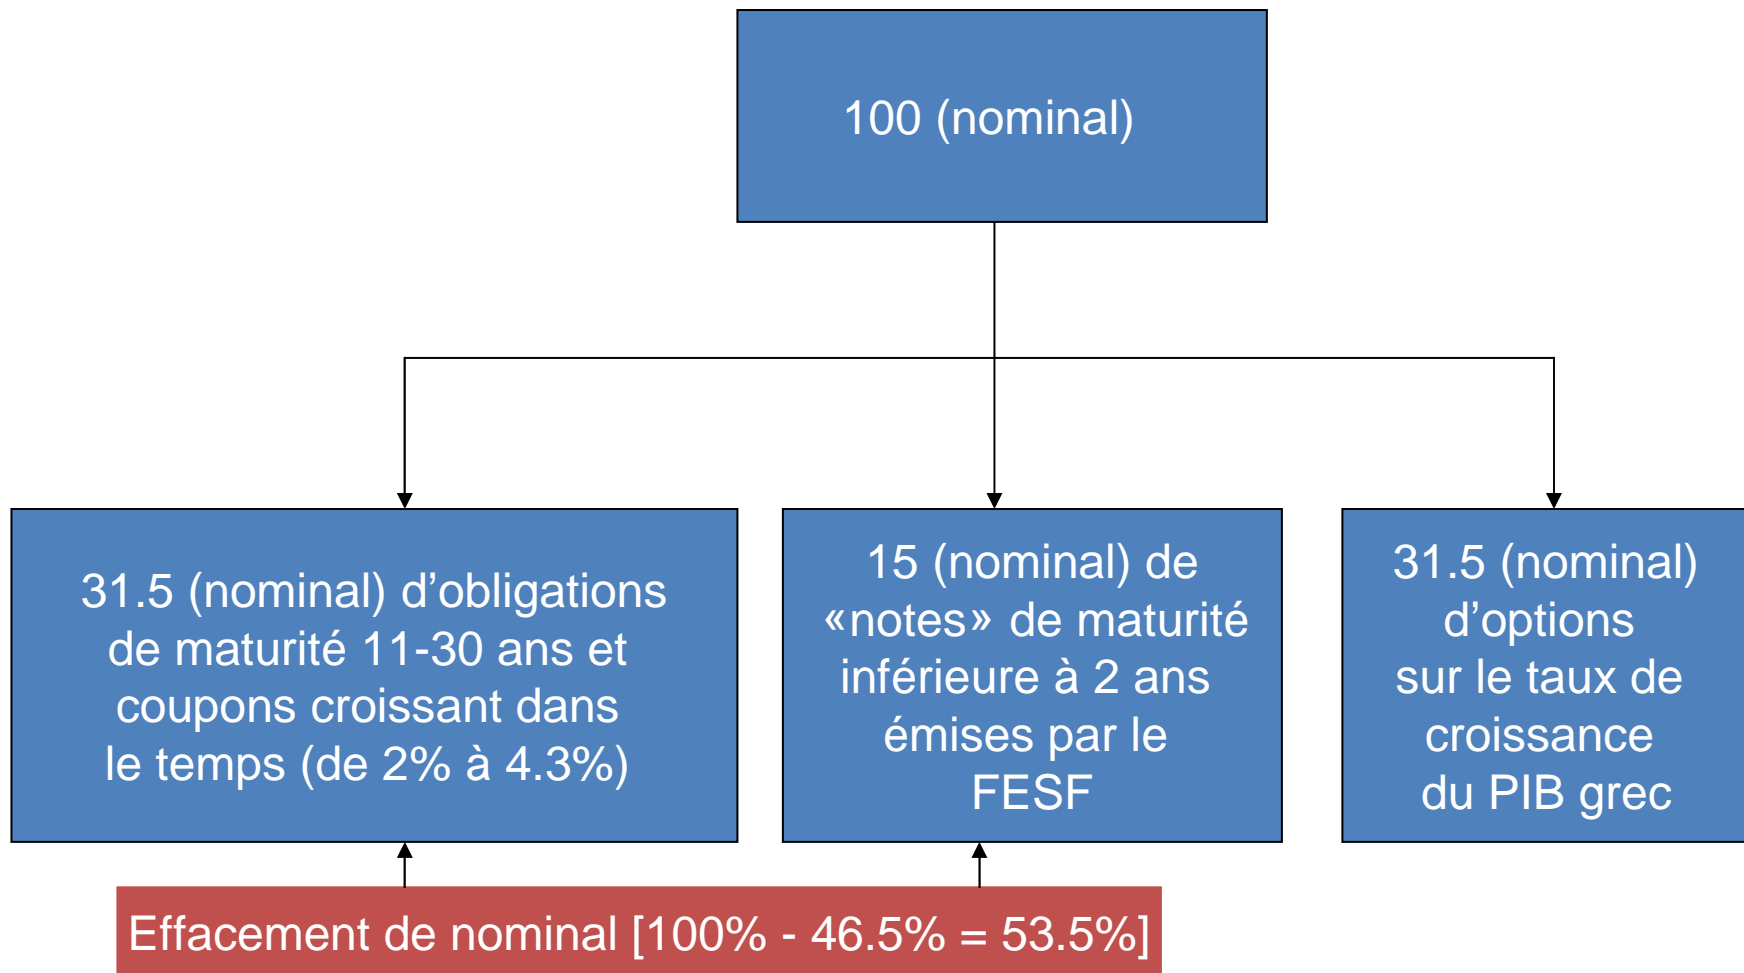 100 (nominal)
31.5 (nominal) d’obligations
de maturité 11-30 ans et
coupons croissant dans
le temps (de 2% à 4.3%)
15 (nominal) de
«notes» de maturité
inférieure à 2 ans
émises par le
FESF
31.5 (nominal)
d’options
sur le taux de
croissance
du PIB grec
Effacement de nominal [100% - 46.5% = 53.5%]